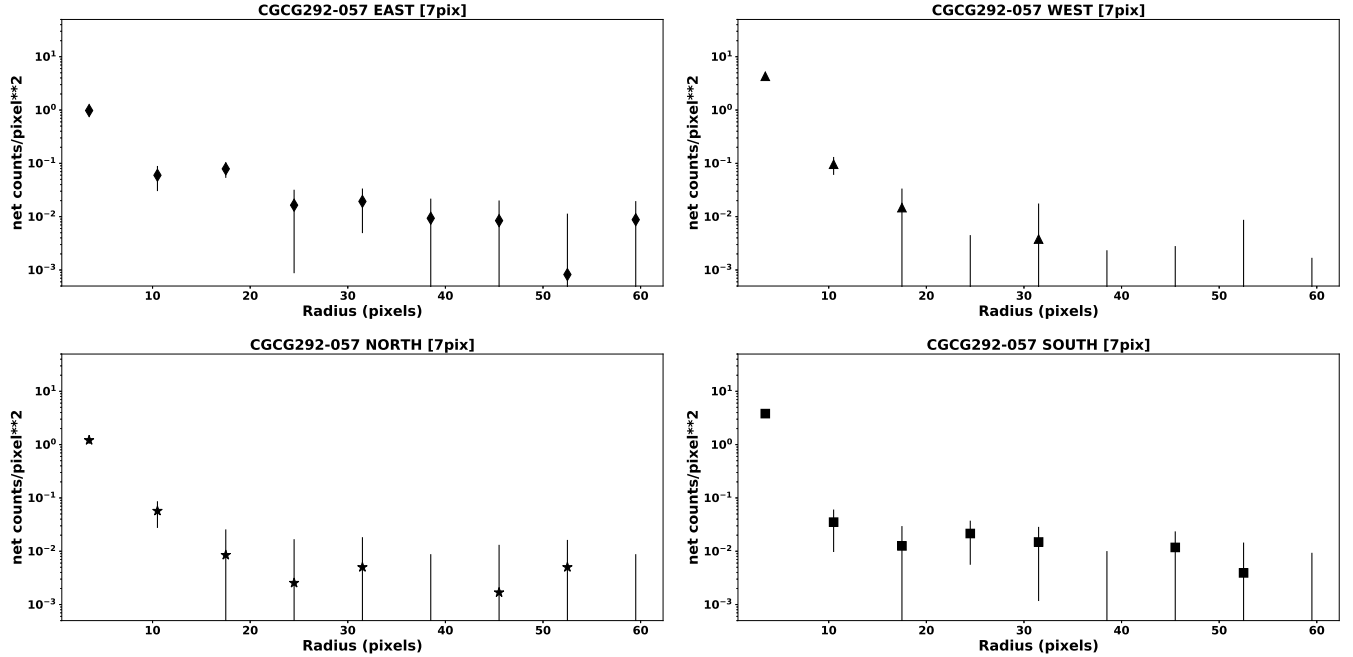 CGCG292-057 EAST [7pix]
net counts/pixel**2
10¹
10⁰
10⁻¹
10⁻²
10⁻³
10 20 30 40 50 60
Radius (pixels)
CGCG292-057 WEST [7pix]
net counts/pixel**2
10¹
10⁰
10⁻¹
10⁻²
10⁻³
10 20 30 40 50 60
Radius (pixels)
CGCG292-057 NORTH [7pix]
net counts/pixel**2
10¹
10⁰
10⁻¹
10⁻²
10⁻³
10 20 30 40 50 60
Radius (pixels)
CGCG292-057 SOUTH [7pix]
net counts/pixel**2
10¹
10⁰
10⁻¹
10⁻²
10⁻³
10 20 30 40 50 60
Radius (pixels)